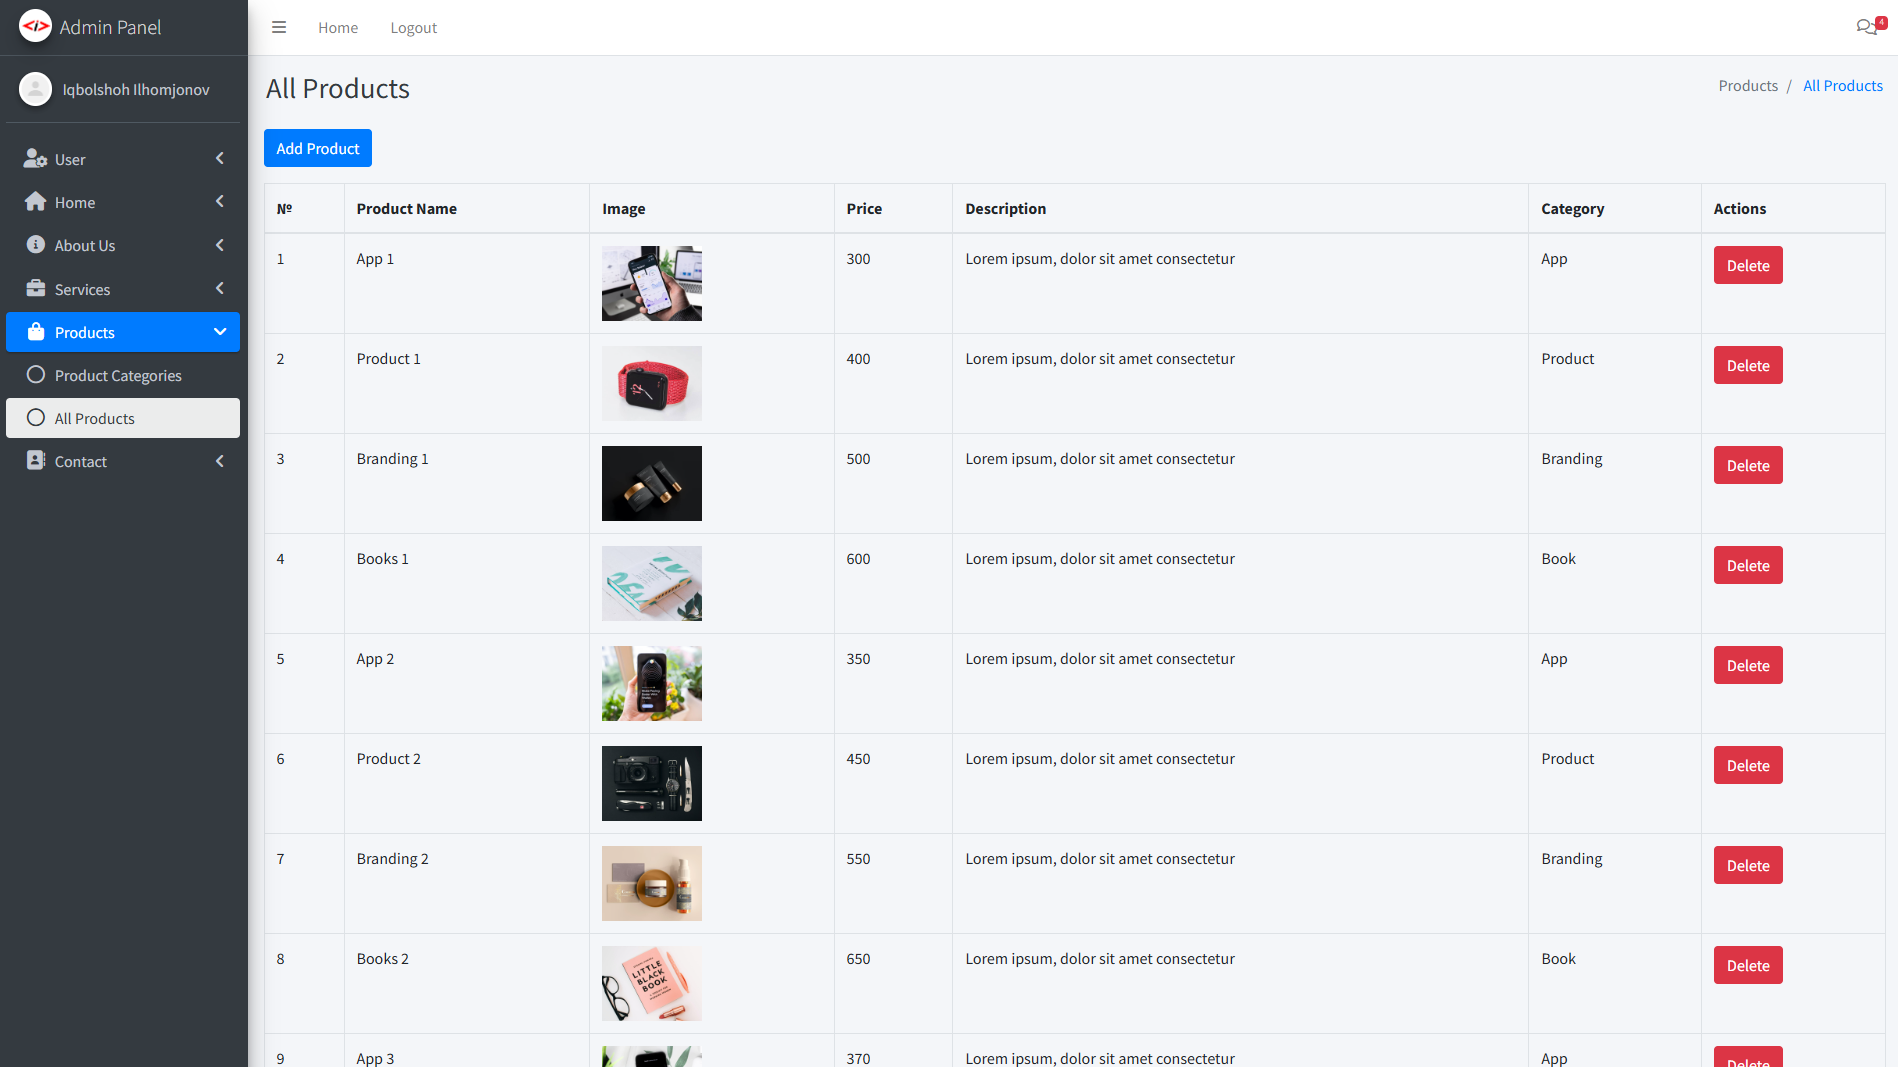 Admin Panel
Home
Logout
4
Iqbolshoh Ilhomjonov
User
Home
About Us
Services
Products
Product Categories
All Products
Contact
All Products
Products / All Products
Add Product
№ Product Name Image Price Description Category Actions
1 App 1 300 Lorem ipsum, dolor sit amet consectetur App Delete
2 Product 1 400 Lorem ipsum, dolor sit amet consectetur Product Delete
3 Branding 1 500 Lorem ipsum, dolor sit amet consectetur Branding Delete
4 Books 1 600 Lorem ipsum, dolor sit amet consectetur Book Delete
5 App 2 350 Lorem ipsum, dolor sit amet consectetur App Delete
6 Product 2 450 Lorem ipsum, dolor sit amet consectetur Product Delete
7 Branding 2 550 Lorem ipsum, dolor sit amet consectetur Branding Delete
8 Books 2 650 Lorem ipsum, dolor sit amet consectetur Book Delete
LITTLE
BLACK
BOOK
9 App 3 370 Lorem ipsum, dolor sit amet consectetur App Delete